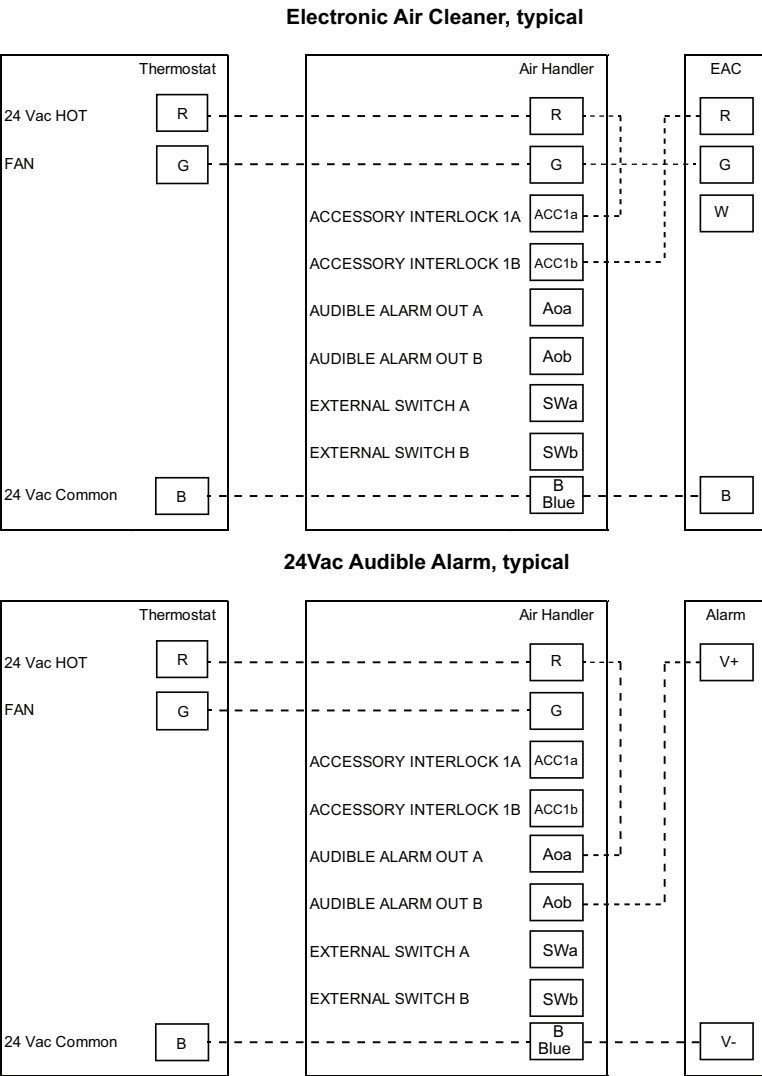 Electronic Air Cleaner, typical
Thermostat Air Handler EAC
24 Vac HOT R R R
FAN G G G
ACCESSORY INTERLOCK 1A ACC1a W
ACCESSORY INTERLOCK 1B ACC1b
AUDIBLE ALARM OUT A Aoa
AUDIBLE ALARM OUT B Aob
EXTERNAL SWITCH A SWa
EXTERNAL SWITCH B SWb
24 Vac Common B B B
Blue
24Vac Audible Alarm, typical
Thermostat Air Handler Alarm
24 Vac HOT R R V+
FAN G G
ACCESSORY INTERLOCK 1A ACC1a
ACCESSORY INTERLOCK 1B ACC1b
AUDIBLE ALARM OUT A Aoa
AUDIBLE ALARM OUT B Aob
EXTERNAL SWITCH A SWa
EXTERNAL SWITCH B SWb
24 Vac Common B B V-
Blue